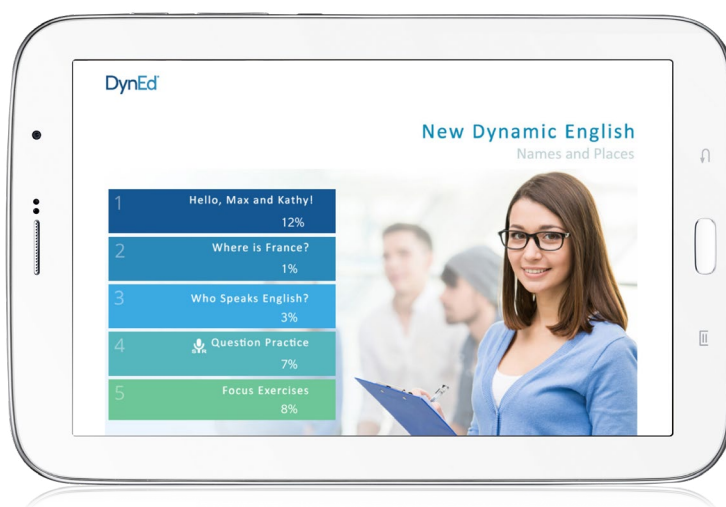 DynEd
New Dynamic English
Names and Places
1 Hello, Max and Kathy!
12%
2 Where is France?
1%
3 Who Speaks English?
3%
4 Question Practice
7%
5 Focus Exercises
8%